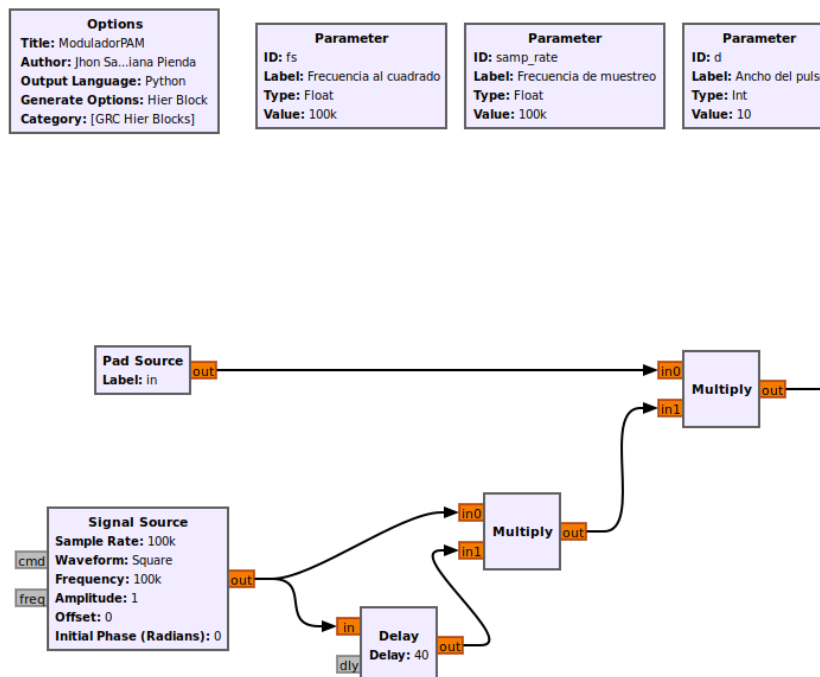 Options
Title: ModuladorPAM
Author: Jhon Sa...iana Pienda
Output Language: Python
Generate Options: Hier Block
Category: [GRC Hier Blocks]
Parameter
ID: fs
Label: Frecuencia al cuadrado
Type: Float
Value: 100k
Parameter
ID: samp_rate
Label: Frecuencia de muestreo
Type: Float
Value: 100k
Parameter
ID: d
Label: Ancho del puls
Type: Int
Value: 10
Pad Source
Label: in
out
in0
in1
Multiply
out
Signal Source
Sample Rate: 100k
Waveform: Square
Frequency: 100k
Amplitude: 1
Offset: 0
Initial Phase (Radians): 0
cmd
freq
out
in0
in1
Multiply
out
in
dly
Delay
Delay: 40
out